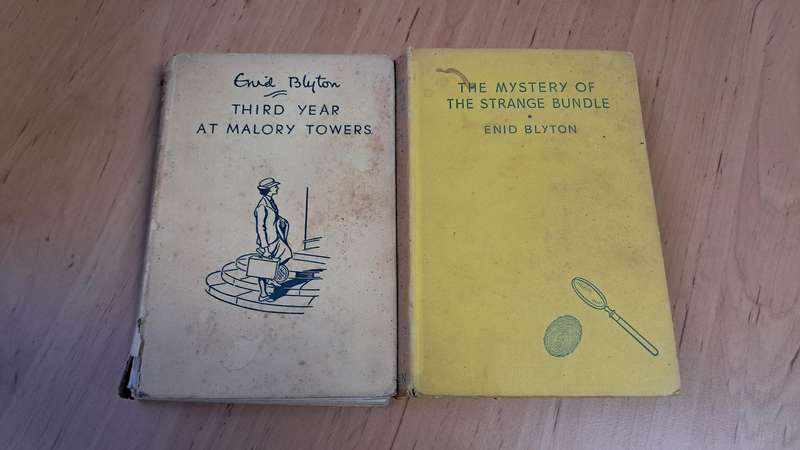 Enid Blyton
THIRD YEAR
AT MALORY TOWERS
THE MYSTERY OF
THE STRANGE BUNDLE
•
ENID BLYTON